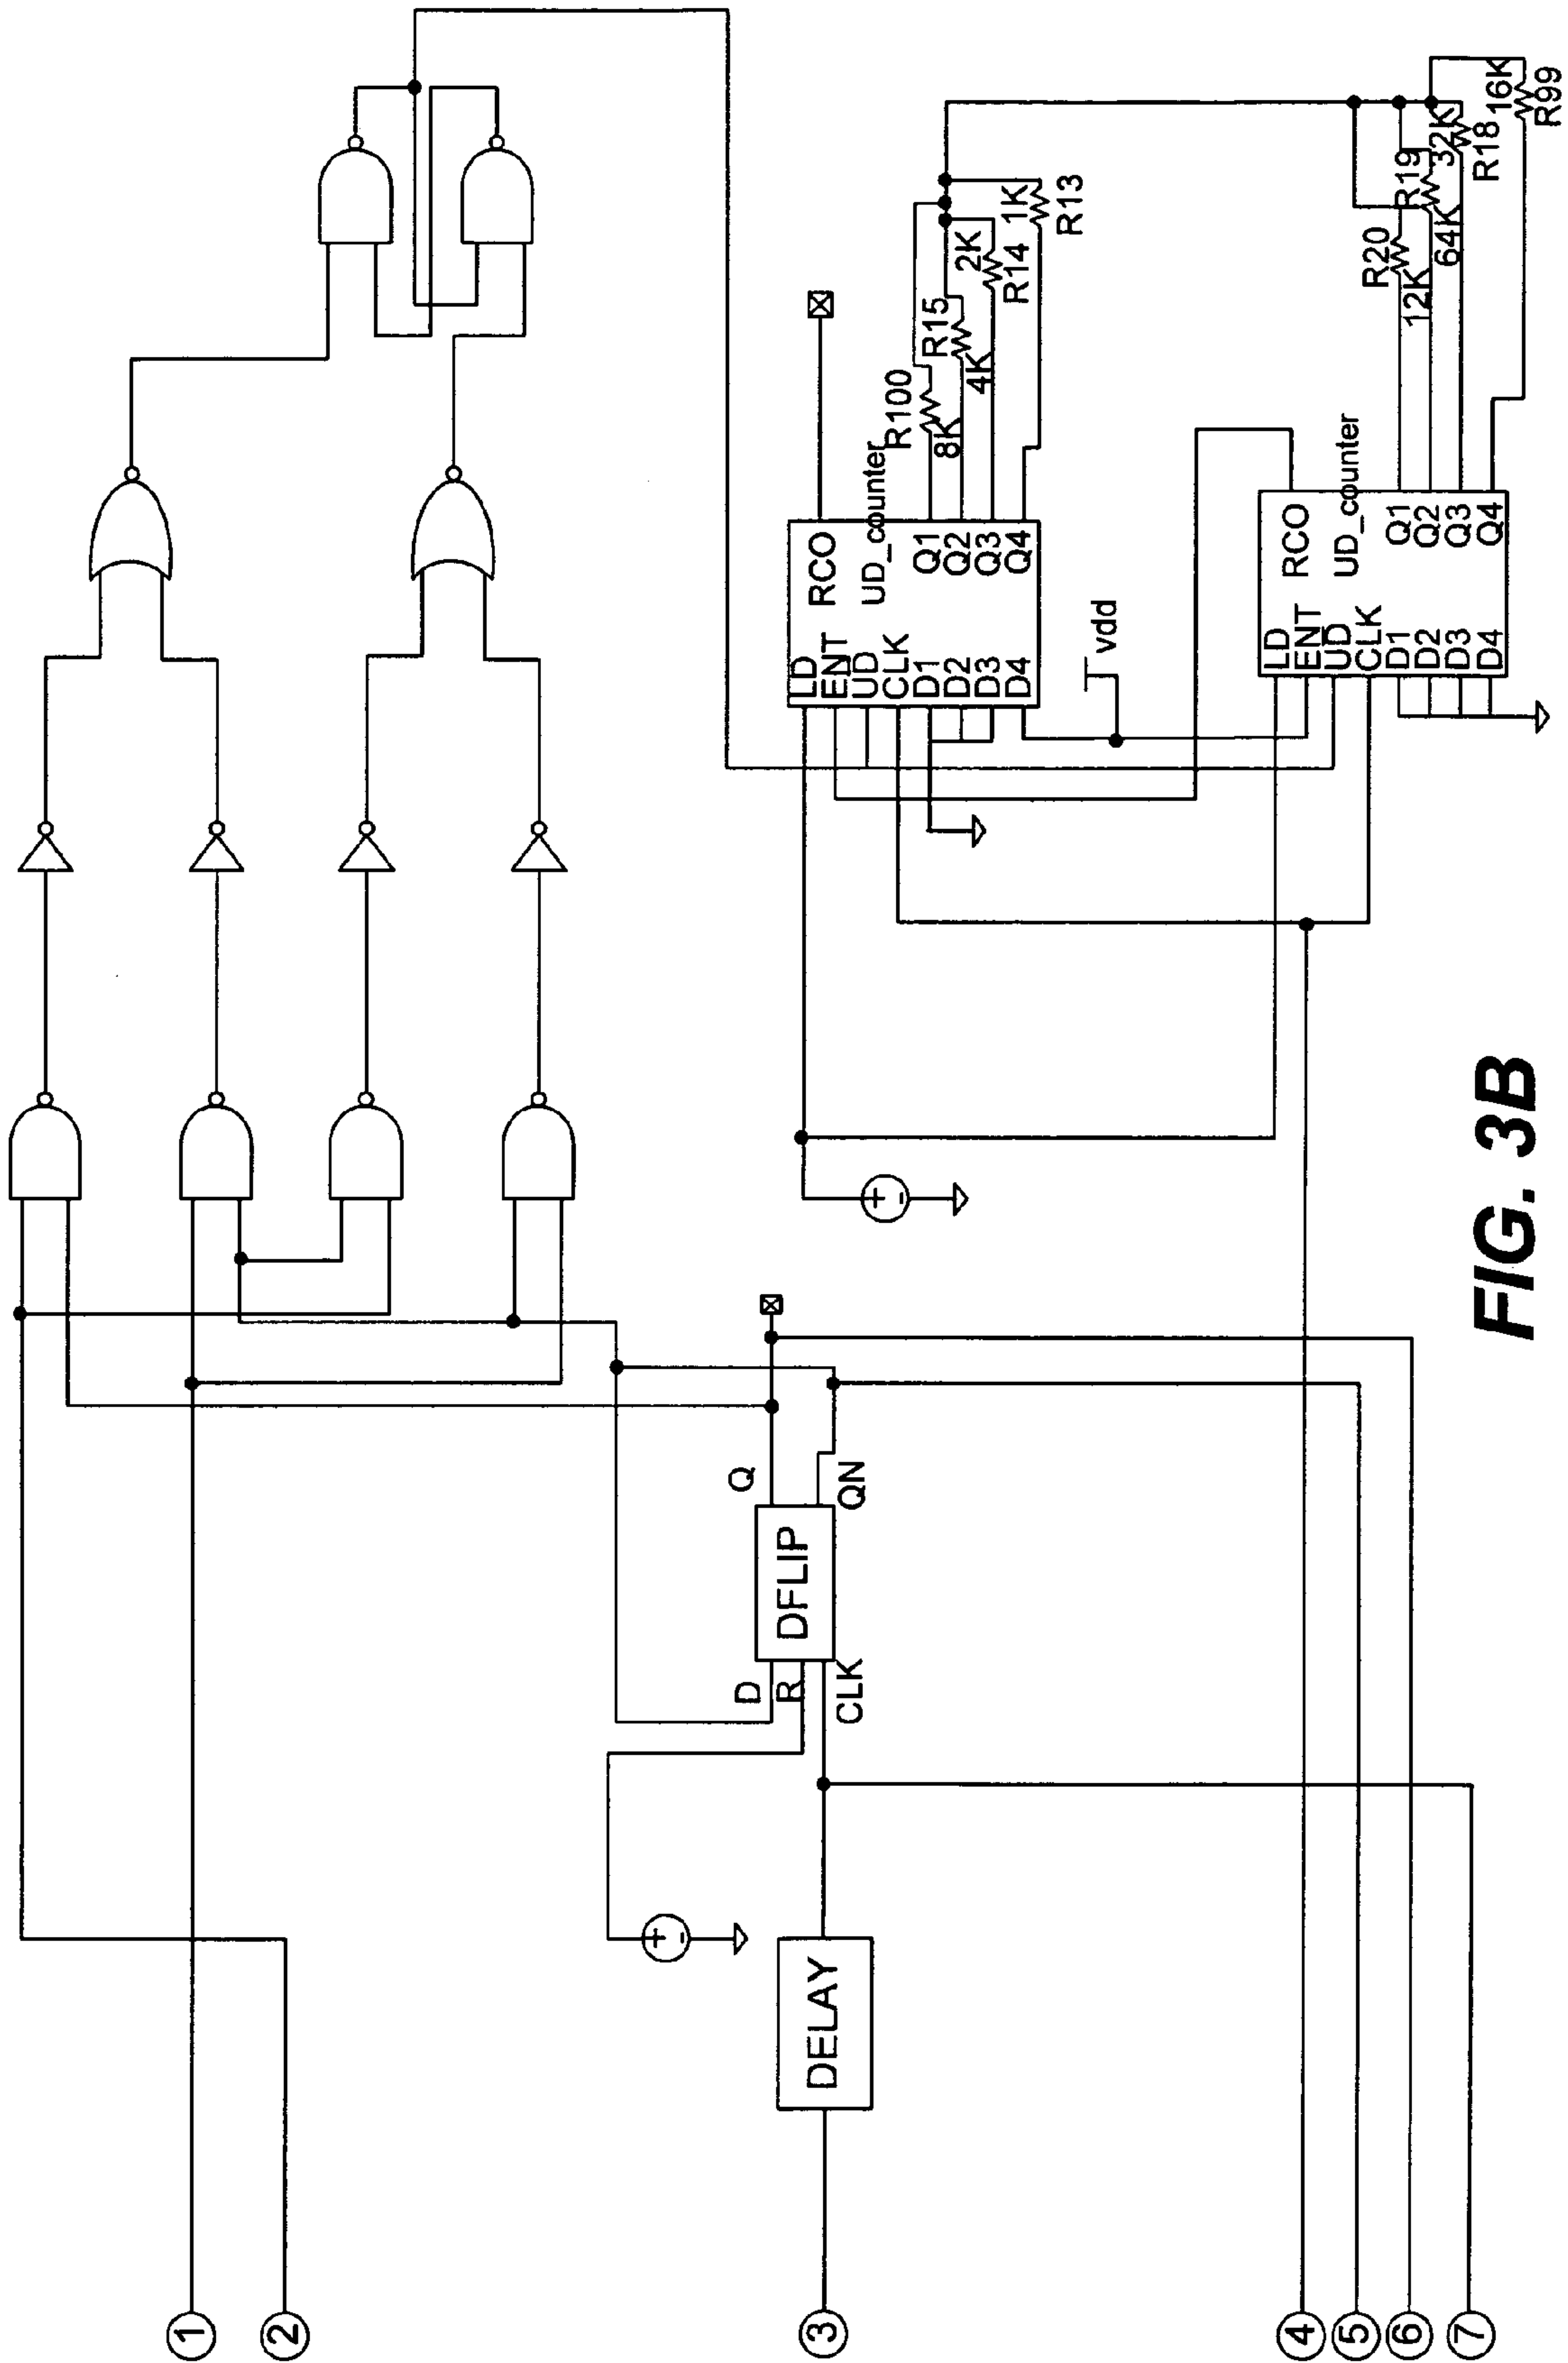 1
2
3
4
5
6
7
DELAY
D
R
CLK
DFLIP
Q
QN
+
-
+
-
LD
ENT
UD
CLK
D1
D2
D3
D4
RCO
UD_counter
Q1
Q2
Q3
Q4
R100
8K
R15
4K
2K
R14
1K
R13
vdd
LD
ENT
UD
CLK
D1
D2
D3
D4
RCO
UD_counter
Q1
Q2
Q3
Q4
R20
12K
R19
64K
32K
R18
16K
R99
FIG. 3B